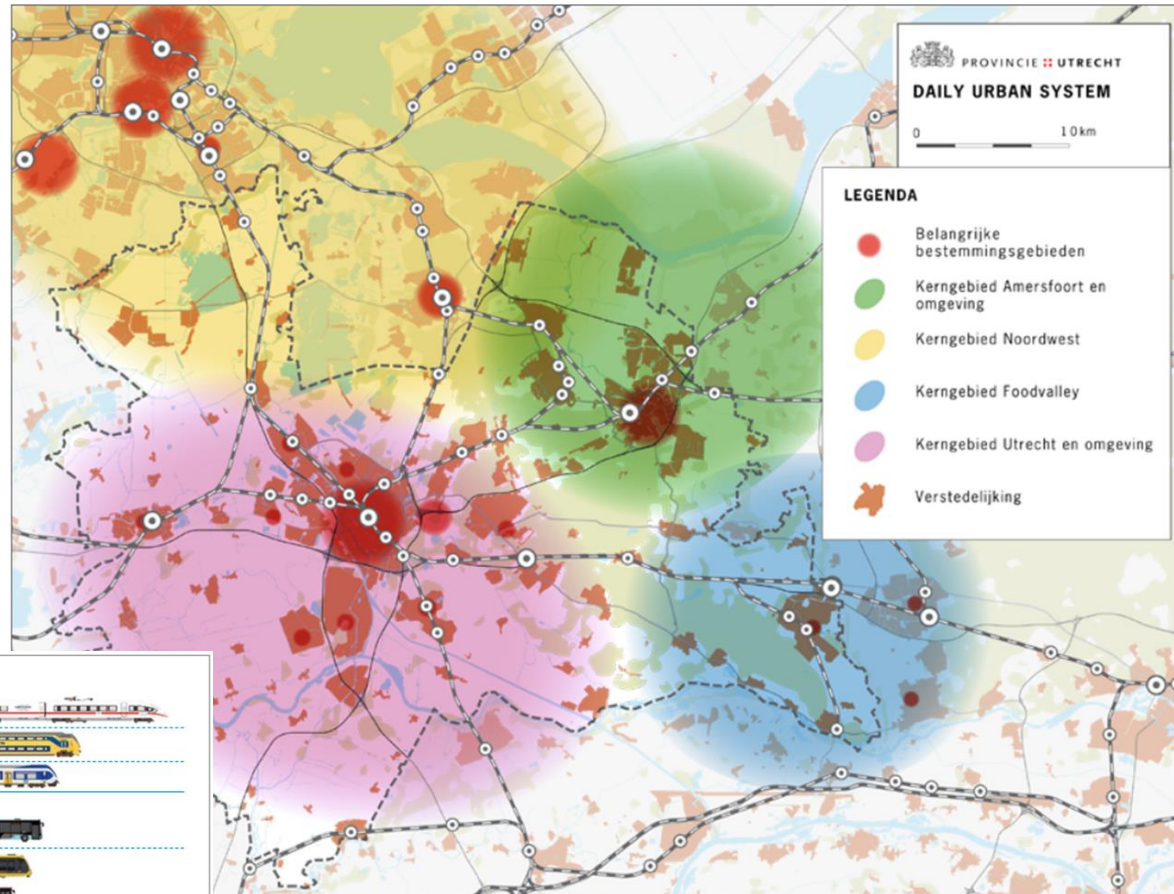 PROVINCIE UTRECHT
DAILY URBAN SYSTEM
0 10km
LEGENDA
Belangrijke
bestemmingsgebieden
Kerngebied Amersfoort en
omgeving
Kerngebied Noordwest
Kerngebied Foodvalley
Kerngebied Utrecht en omgeving
Verstedelijking